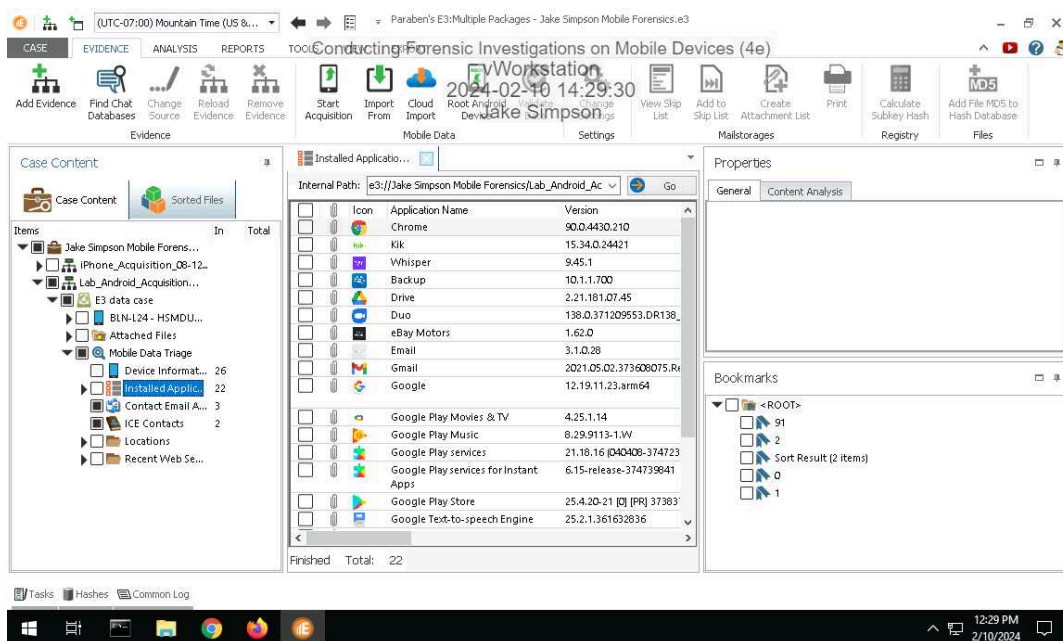 (UTC-07:00) Mountain Time (US &...
Paraben's E3:Multiple Packages - Jake Simpson Mobile Forensics.e3
CASE EVIDENCE ANALYSIS REPORTS TOOLS
Conducting Forensic Investigations on Mobile Devices (4e)
vWorkstation
2024-02-10 14:29:30
Jake Simpson
Add Evidence
Find Chat Databases
Change Source
Reload Evidence
Remove Evidence
Evidence
Start Acquisition
Import From
Cloud Import
Root Android Device
Mobile Data
Change
Settings
View Skip List
Add to Skip List
Create Attachment List
Print
Mailstorages
Calculate Subkey Hash
Registry
Add File MD5 to Hash Database
Files
Case Content
Case Content
Sorted Files
Items In Total
Jake Simpson Mobile Forens...
iPhone_Acquisition_08-12...
Lab_Android_Acquisition...
E3 data case
BLN-L24 - HSMDU...
Attached Files
Mobile Data Triage
Device Informat... 26
Installed Applic... 22
Contact Email A... 3
ICE Contacts 2
Locations
Recent Web Se...
Installed Applicatio...
Internal Path: e3://Jake Simpson Mobile Forensics/Lab_Android_Ac Go
Icon Application Name Version
Chrome 90.0.4430.210
Kik 15.34.0.24421
Whisper 9.45.1
Backup 10.1.1.700
Drive 2.21.181.07.45
Duo 138.0.371209553.DR138_
eBay Motors 1.62.0
Email 3.1.0.28
Gmail 2021.05.02.373608075.Re
Google 12.19.11.23.arm64
Google Play Movies & TV 4.25.1.14
Google Play Music 8.29.9113-1.W
Google Play services 21.18.16 (040408-374723
Google Play services for Instant 6.15-release-374739841
Apps
Google Play Store 25.4.20-21 [0] [PR] 37383
Google Text-to-speech Engine 25.2.1.361632836
Finished Total: 22
Properties
General Content Analysis
Bookmarks
<ROOT>
91
2
Sort Result (2 items)
0
1
Tasks Hashes Common Log
12:29 PM
2/10/2024